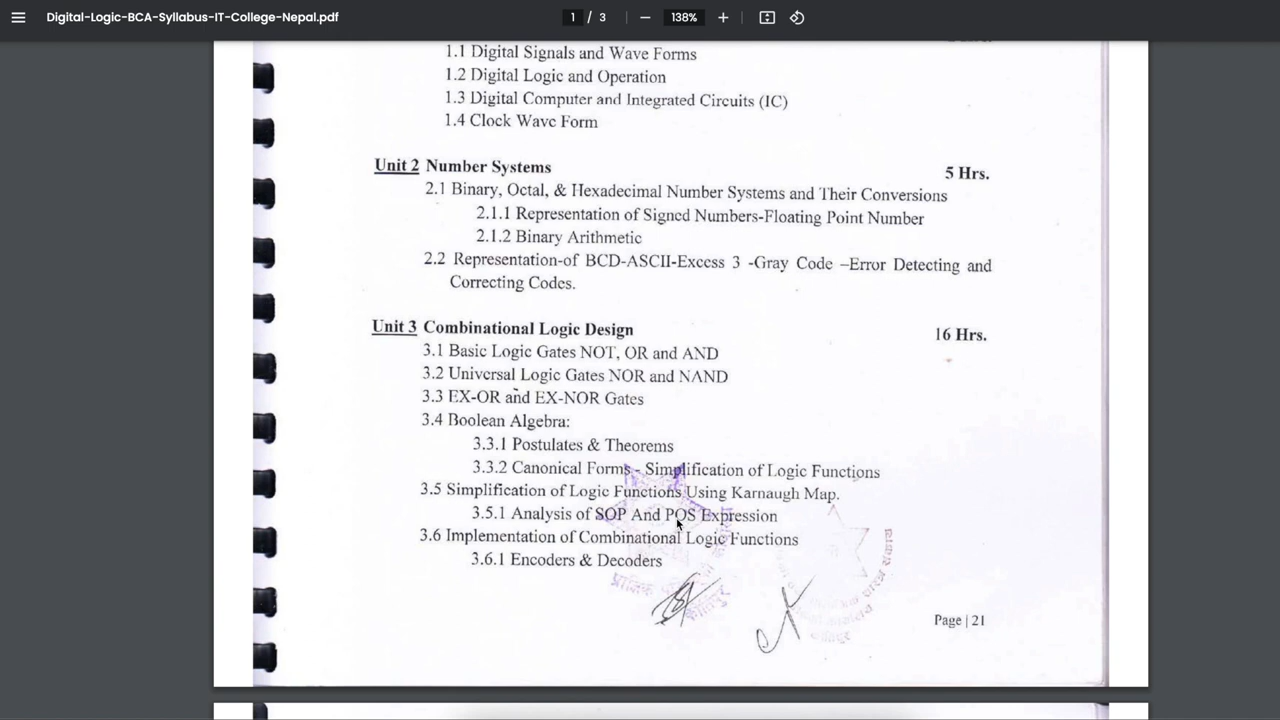 Digital-Logic-BCA-Syllabus-IT-College-Nepal.pdf
1 / 3
138%
1.1 Digital Signals and Wave Forms
1.2 Digital Logic and Operation
1.3 Digital Computer and Integrated Circuits (IC)
1.4 Clock Wave Form
Unit 2 Number Systems 5 Hrs.
2.1 Binary, Octal, & Hexadecimal Number Systems and Their Conversions
2.1.1 Representation of Signed Numbers-Floating Point Number
2.1.2 Binary Arithmetic
2.2 Representation-of BCD-ASCII-Excess 3 -Gray Code –Error Detecting and
Correcting Codes.
Unit 3 Combinational Logic Design 16 Hrs.
3.1 Basic Logic Gates NOT, OR and AND
3.2 Universal Logic Gates NOR and NAND
3.3 EX-OR and EX-NOR Gates
3.4 Boolean Algebra:
3.3.1 Postulates & Theorems
3.3.2 Canonical Forms - Simplification of Logic Functions
3.5 Simplification of Logic Functions Using Karnaugh Map.
3.5.1 Analysis of SOP And POS Expression
3.6 Implementation of Combinational Logic Functions
3.6.1 Encoders & Decoders
Page | 21